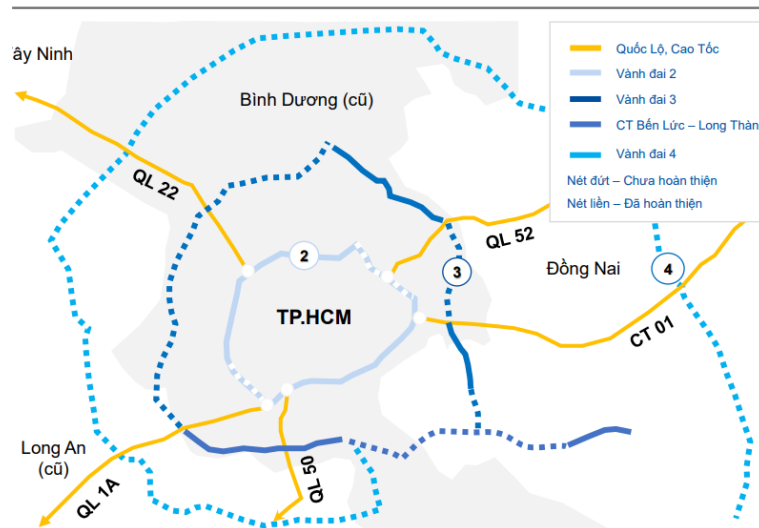 Tây Ninh
Bình Dương (cũ)
Quốc Lộ, Cao Tốc
Vành đai 2
Vành đai 3
CT Bến Lức – Long Thàn
Vành đai 4
Nét đứt – Chưa hoàn thiện
Nét liền – Đã hoàn thiện
QL 22
QL 52
2
3
4
Đồng Nai
TP.HCM
CT 01
Long An
(cũ)
QL 1A
QL 50